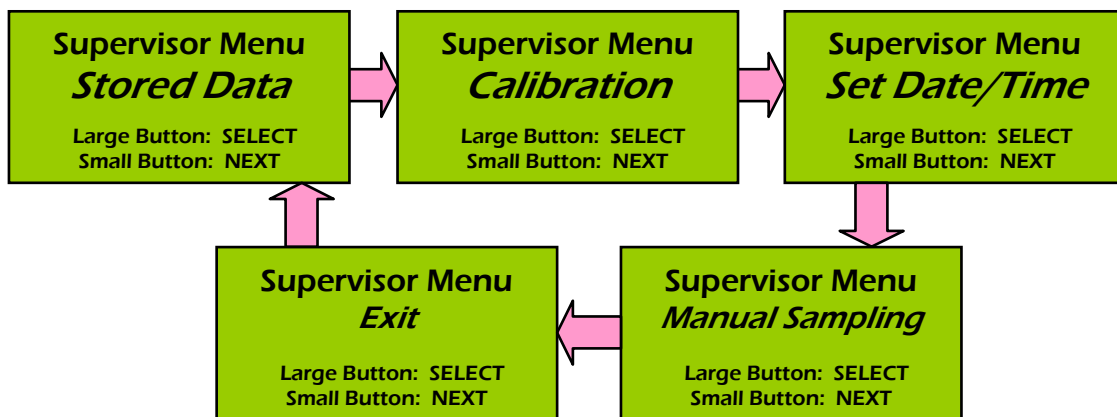 Supervisor Menu
Stored Data
Large Button: SELECT
Small Button: NEXT
Supervisor Menu
Calibration
Large Button: SELECT
Small Button: NEXT
Supervisor Menu
Set Date/Time
Large Button: SELECT
Small Button: NEXT
Supervisor Menu
Exit
Large Button: SELECT
Small Button: NEXT
Supervisor Menu
Manual Sampling
Large Button: SELECT
Small Button: NEXT